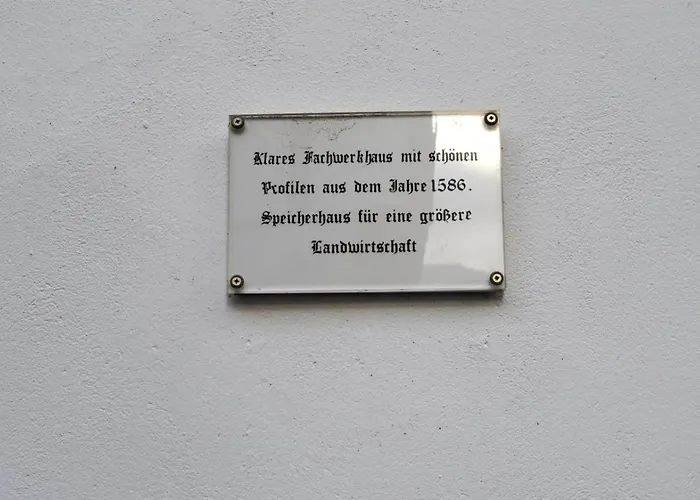 Klares Fachwerkhaus mit schönen
Profilen aus dem Jahre 1586.
Speicherhaus für eine größere
Landwirtschaft